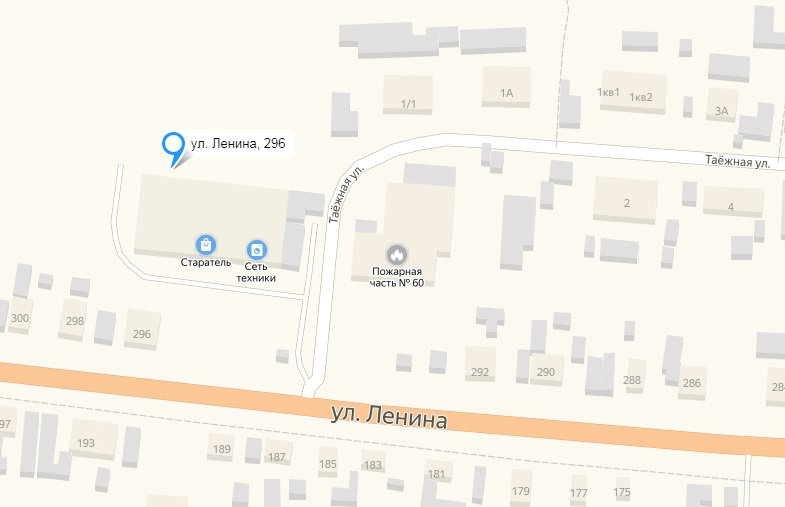 1/1
1А
1кв1
1кв2
3А
ул. Ленина, 296
Таёжная ул.
Таёжная ул.
2
4
Старатель
Сеть
техники
Пожарная
часть № 60
300
298
296
292
290
288
286
284
ул. Ленина
197
193
189
187
185
183
181
179
177
175